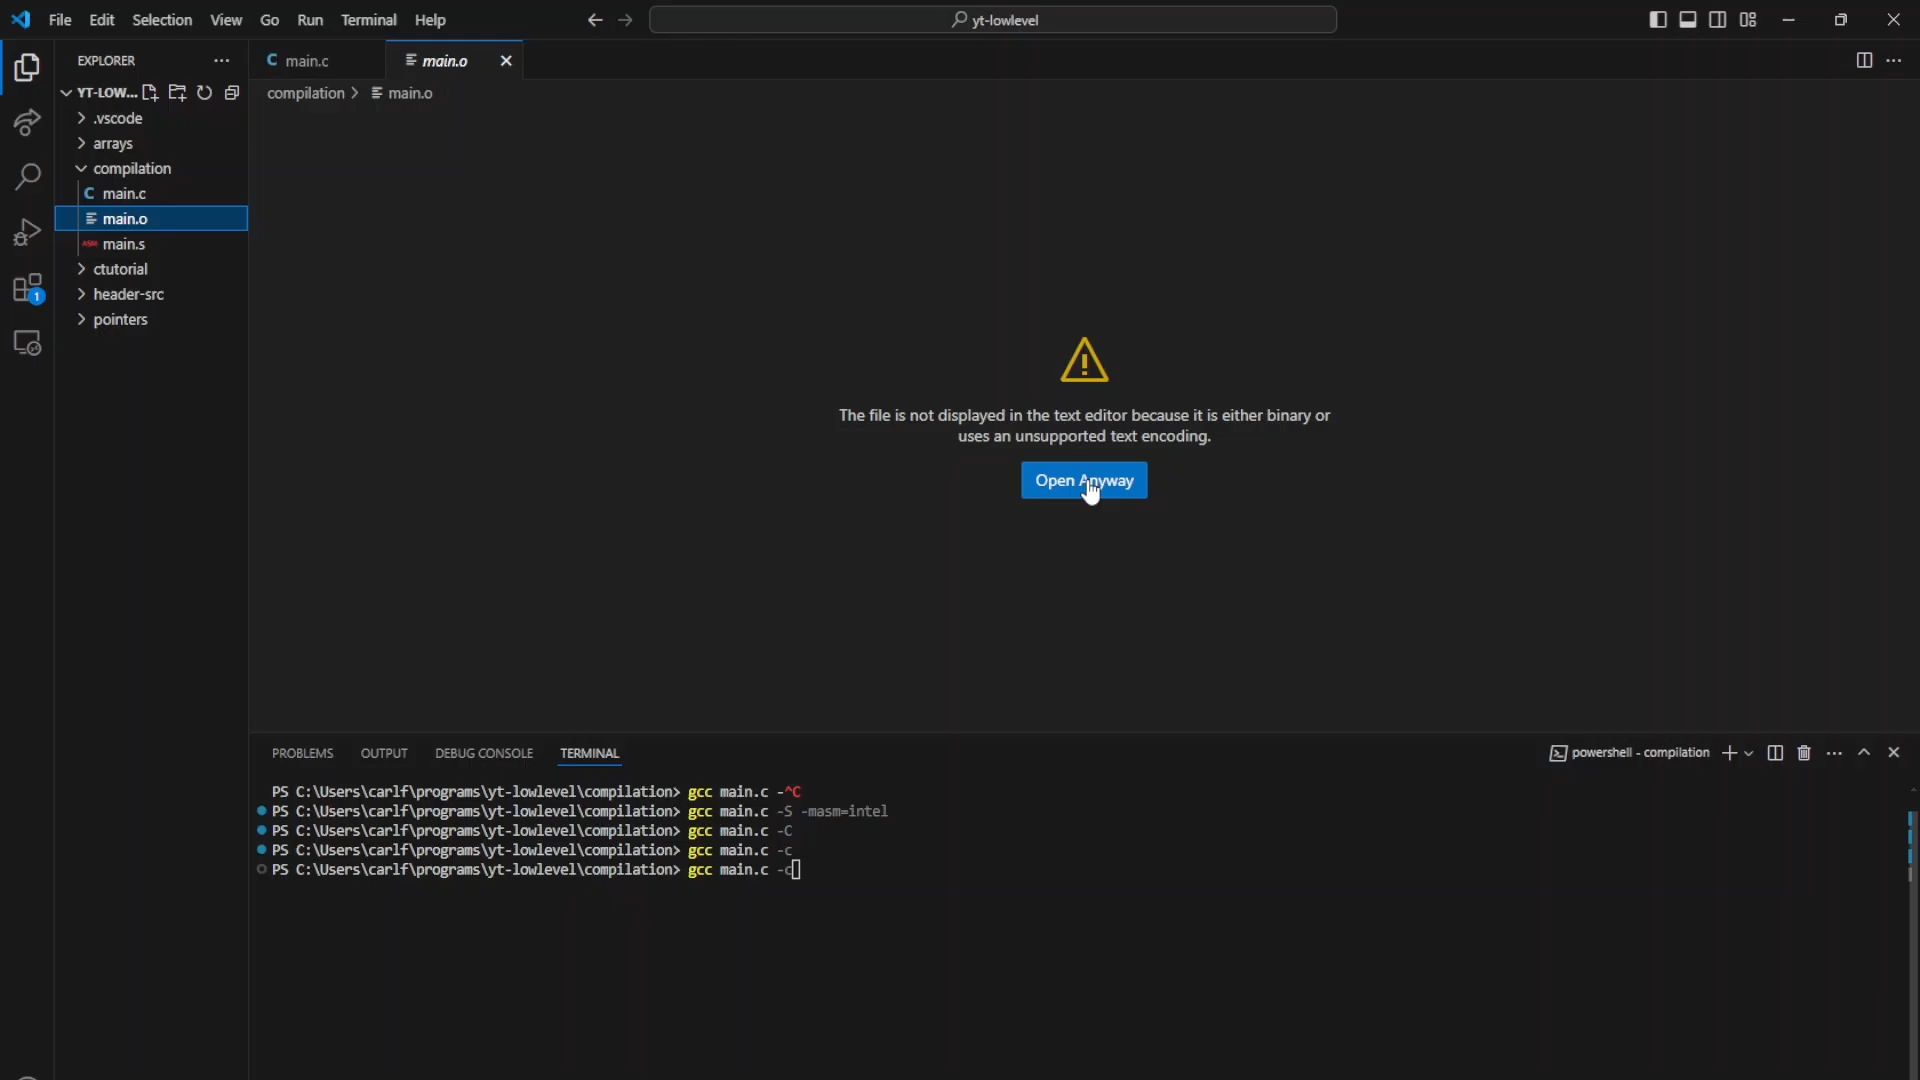 File Edit Selection View Go Run Terminal Help
yt-lowlevel
EXPLORER
main.c
main.o
YT-LOW...
compilation > main.o
.vscode
arrays
compilation
main.c
main.o
ASM main.s
ctutorial
header-src
pointers
1
The file is not displayed in the text editor because it is either binary or
uses an unsupported text encoding.
Open Anyway
PROBLEMS OUTPUT DEBUG CONSOLE TERMINAL
powershell - compilation
PS C:\Users\carlf\programs\yt-lowlevel\compilation> gcc main.c -^C
PS C:\Users\carlf\programs\yt-lowlevel\compilation> gcc main.c -S -masm=intel
PS C:\Users\carlf\programs\yt-lowlevel\compilation> gcc main.c -C
PS C:\Users\carlf\programs\yt-lowlevel\compilation> gcc main.c -c
PS C:\Users\carlf\programs\yt-lowlevel\compilation> gcc main.c -c